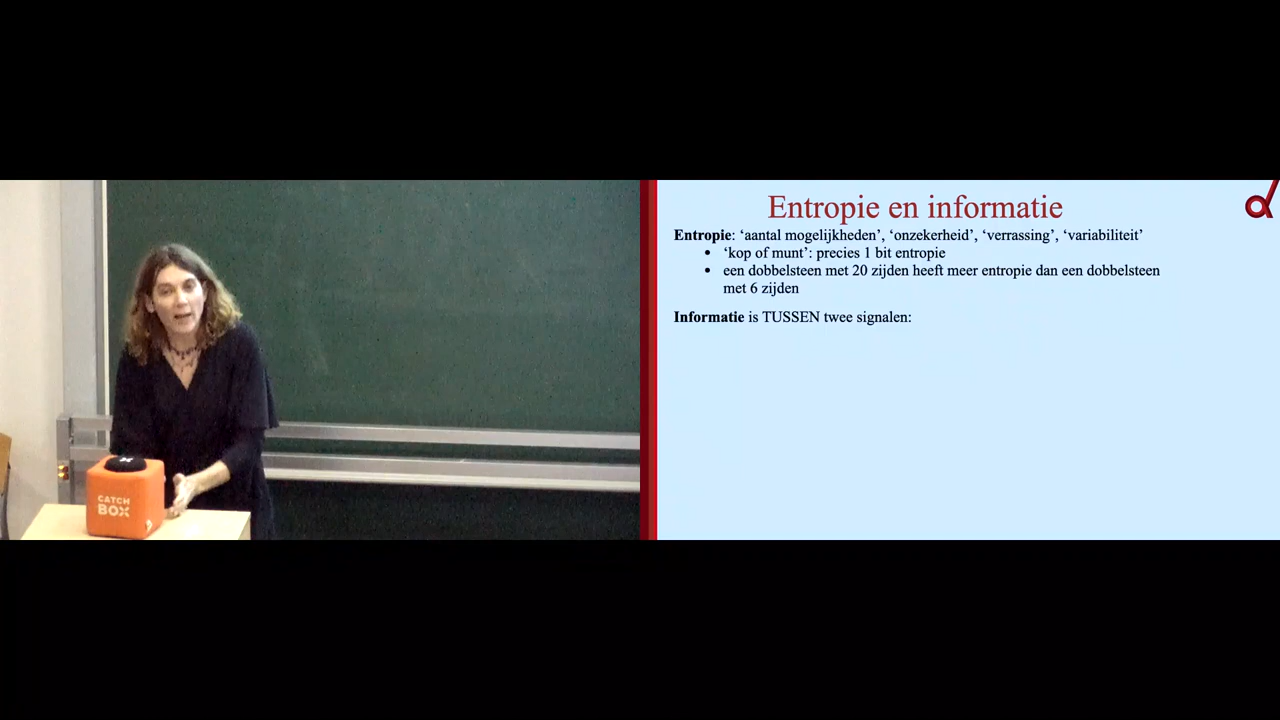 Entropie en informatie
Entropie: ‘aantal mogelijkheden’, ‘onzekerheid’, ‘verrassing’, ‘variabiliteit’
• ‘kop of munt’: precies 1 bit entropie
• een dobbelsteen met 20 zijden heeft meer entropie dan een dobbelsteen
met 6 zijden
Informatie is TUSSEN twee signalen:
CATCH
BOX